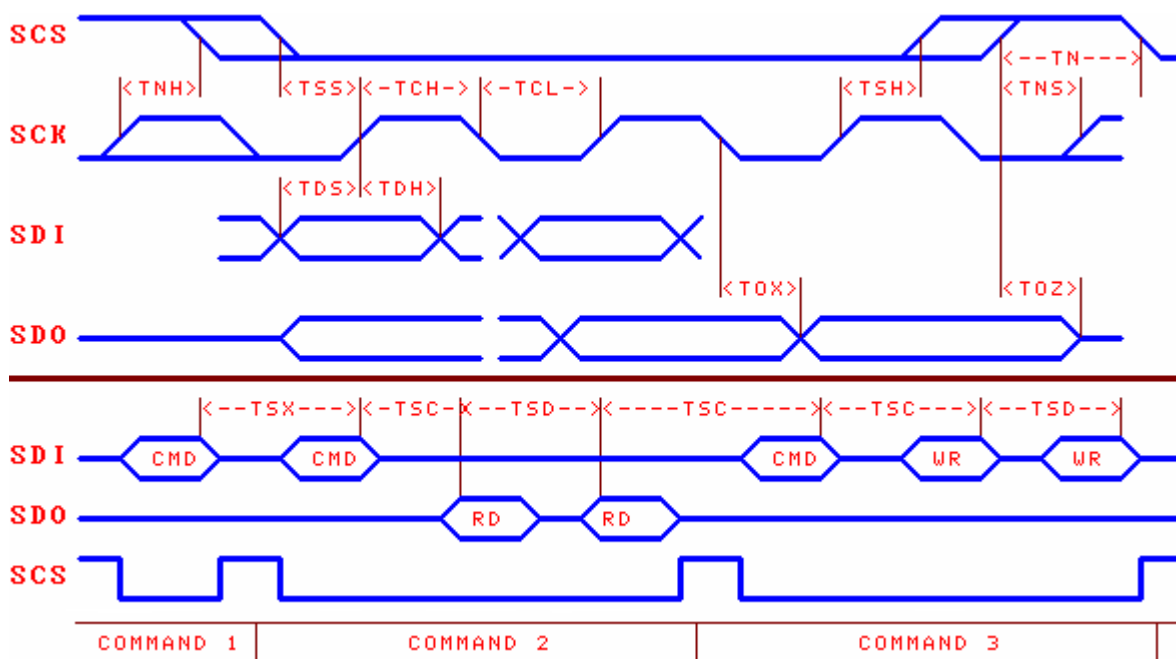 SCS
--TN---
<TNH>
<TSS>
<-TCH->
<-TCL->
<TSH>
<TNS>
SCK
<TDS>
<TDH>
SDI
<TOX>
<TOZ>
SDO
<--TSX---> <-TSC-X--TSD--> <----TSC-----> <--TSC---> <--TSD-->
SDI CMD CMD CMD WR WR
SDO RD RD
SCS
COMMAND 1 COMMAND 2 COMMAND 3